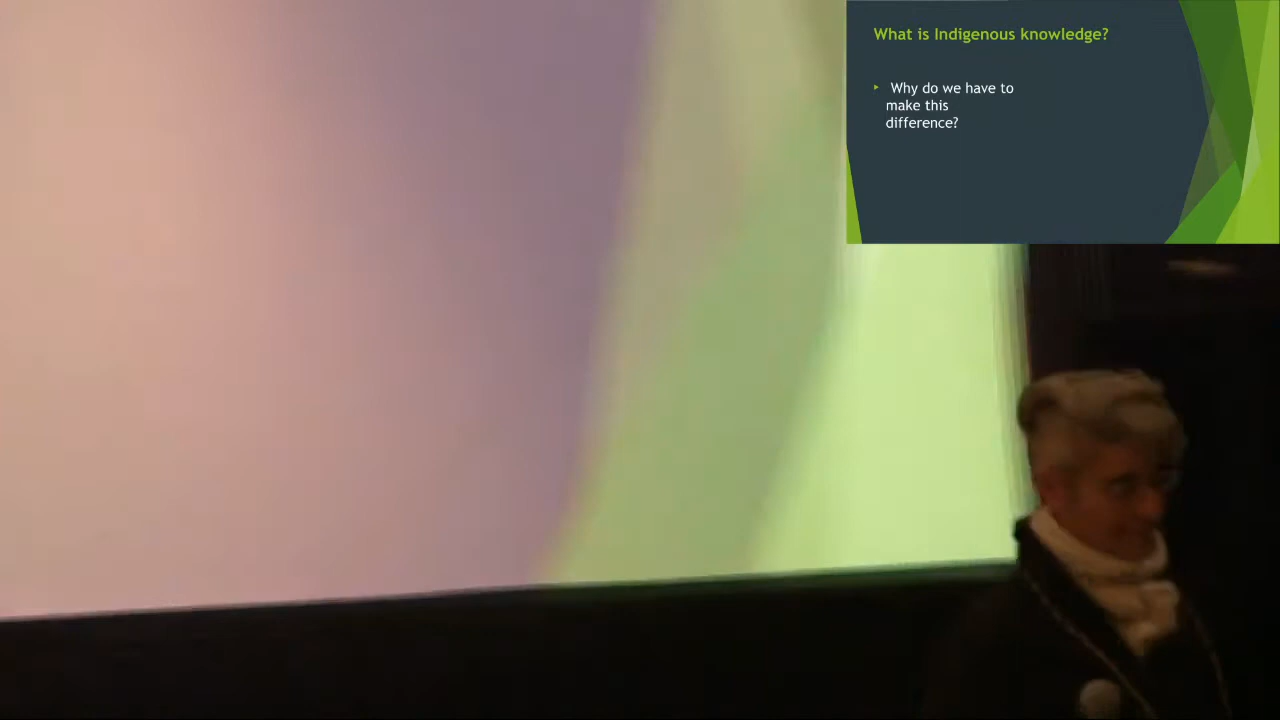 What is Indigenous knowledge?
Why do we have to
make this
difference?